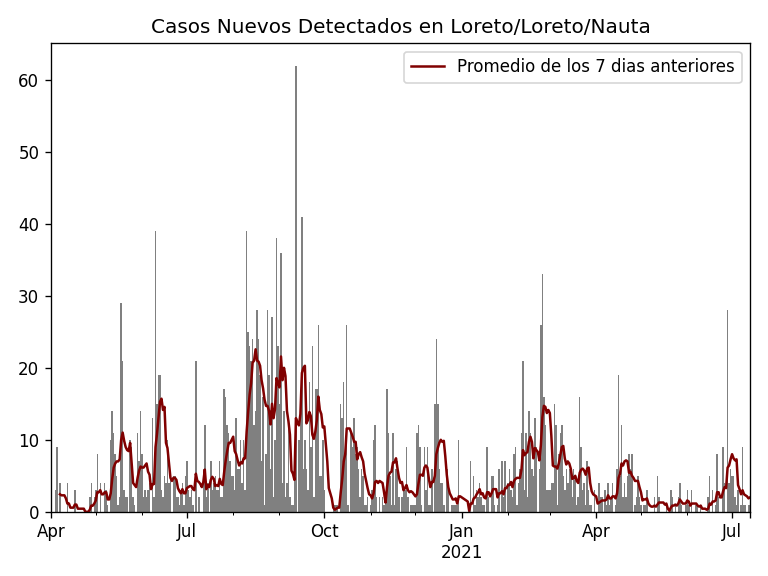 Casos Nuevos Detectados en Loreto/Loreto/Nauta
Promedio de los 7 dias anteriores
60
50
40
30
20
10
0
Apr
Jul
Oct
Jan
2021
Apr
Jul